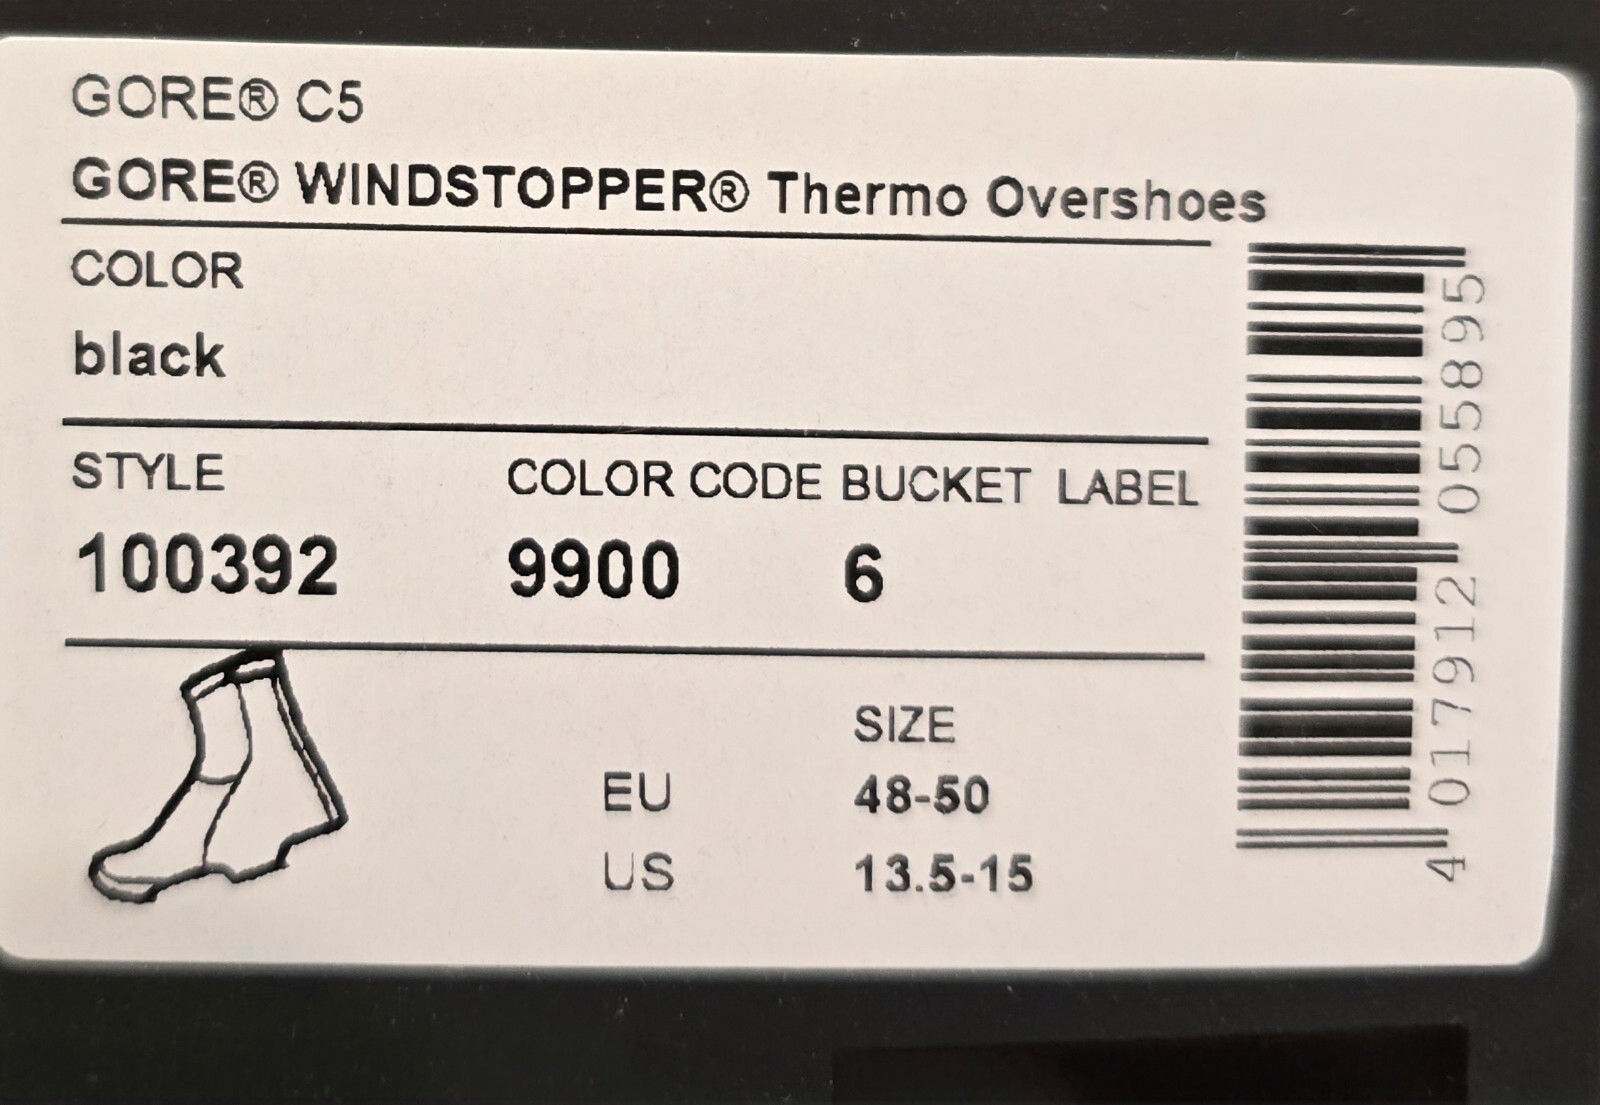 GORE® C5
GORE® WINDSTOPPER® Thermo Overshoes
COLOR
black
STYLE COLOR CODE BUCKET LABEL
100392 9900 6
SIZE
EU 48-50
US 13.5-15
4 017912 055895